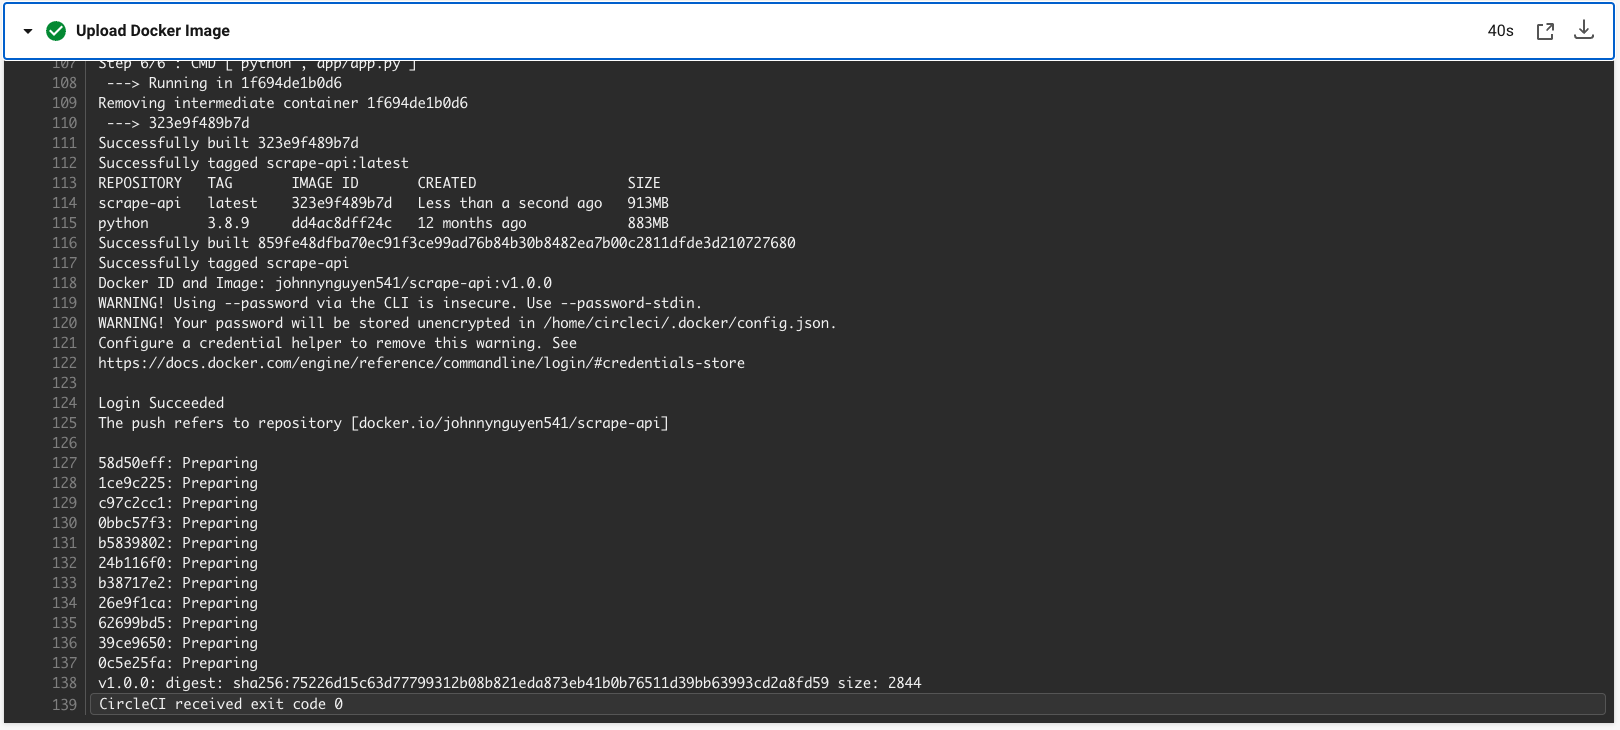 Upload Docker Image
40s
107 Step 6/6 : CMD [ "python", "app/app.py"]
108  ---> Running in 1f694de1b0d6
109 Removing intermediate container 1f694de1b0d6
110  ---> 323e9f489b7d
111 Successfully built 323e9f489b7d
112 Successfully tagged scrape-api:latest
113 REPOSITORY   TAG       IMAGE ID       CREATED                  SIZE
114 scrape-api   latest    323e9f489b7d   Less than a second ago   913MB
115 python       3.8.9     dd4ac8dff24c   12 months ago            883MB
116 Successfully built 859fe48dfba70ec91f3ce99ad76b84b30b8482ea7b00c2811dfde3d210727680
117 Successfully tagged scrape-api
118 Docker ID and Image: johnnynguyen541/scrape-api:v1.0.0
119 WARNING! Using --password via the CLI is insecure. Use --password-stdin.
120 WARNING! Your password will be stored unencrypted in /home/circleci/.docker/config.json.
121 Configure a credential helper to remove this warning. See
122 https://docs.docker.com/engine/reference/commandline/login/#credentials-store
123
124 Login Succeeded
125 The push refers to repository [docker.io/johnnynguyen541/scrape-api]
126
127 58d50eff: Preparing
128 1ce9c225: Preparing
129 c97c2cc1: Preparing
130 0bbc57f3: Preparing
131 b5839802: Preparing
132 24b116f0: Preparing
133 b38717e2: Preparing
134 26e9f1ca: Preparing
135 62699bd5: Preparing
136 39ce9650: Preparing
137 0c5e25fa: Preparing
138 v1.0.0: digest: sha256:75226d15c63d77799312b08b821eda873eb41b0b76511d39bb63993cd2a8fd59 size: 2844
139 CircleCI received exit code 0